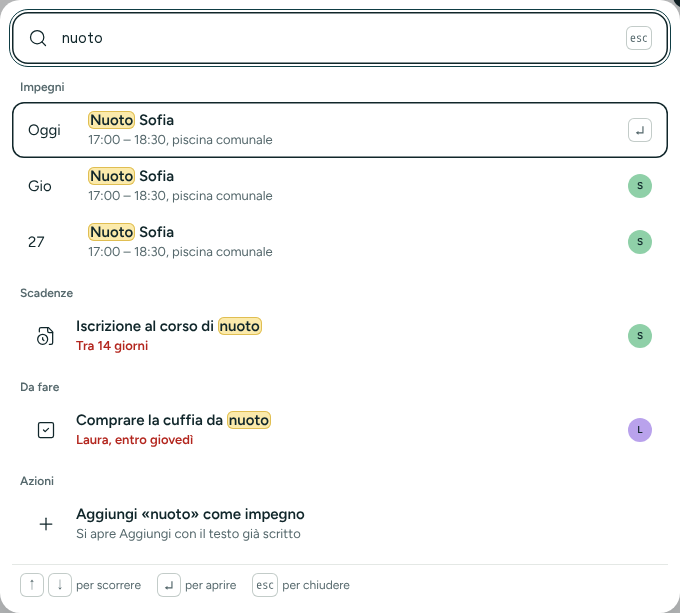 nuoto esc
Impegni
Oggi
Nuoto Sofia
17:00 – 18:30, piscina comunale
↵
Gio
Nuoto Sofia
17:00 – 18:30, piscina comunale
S
27
Nuoto Sofia
17:00 – 18:30, piscina comunale
S
Scadenze
Iscrizione al corso di nuoto
Tra 14 giorni
S
Da fare
Comprare la cuffia da nuoto
Laura, entro giovedì
L
Azioni
Aggiungi «nuoto» come impegno
Si apre Aggiungi con il testo già scritto
↑ ↓ per scorrere ↵ per aprire esc per chiudere